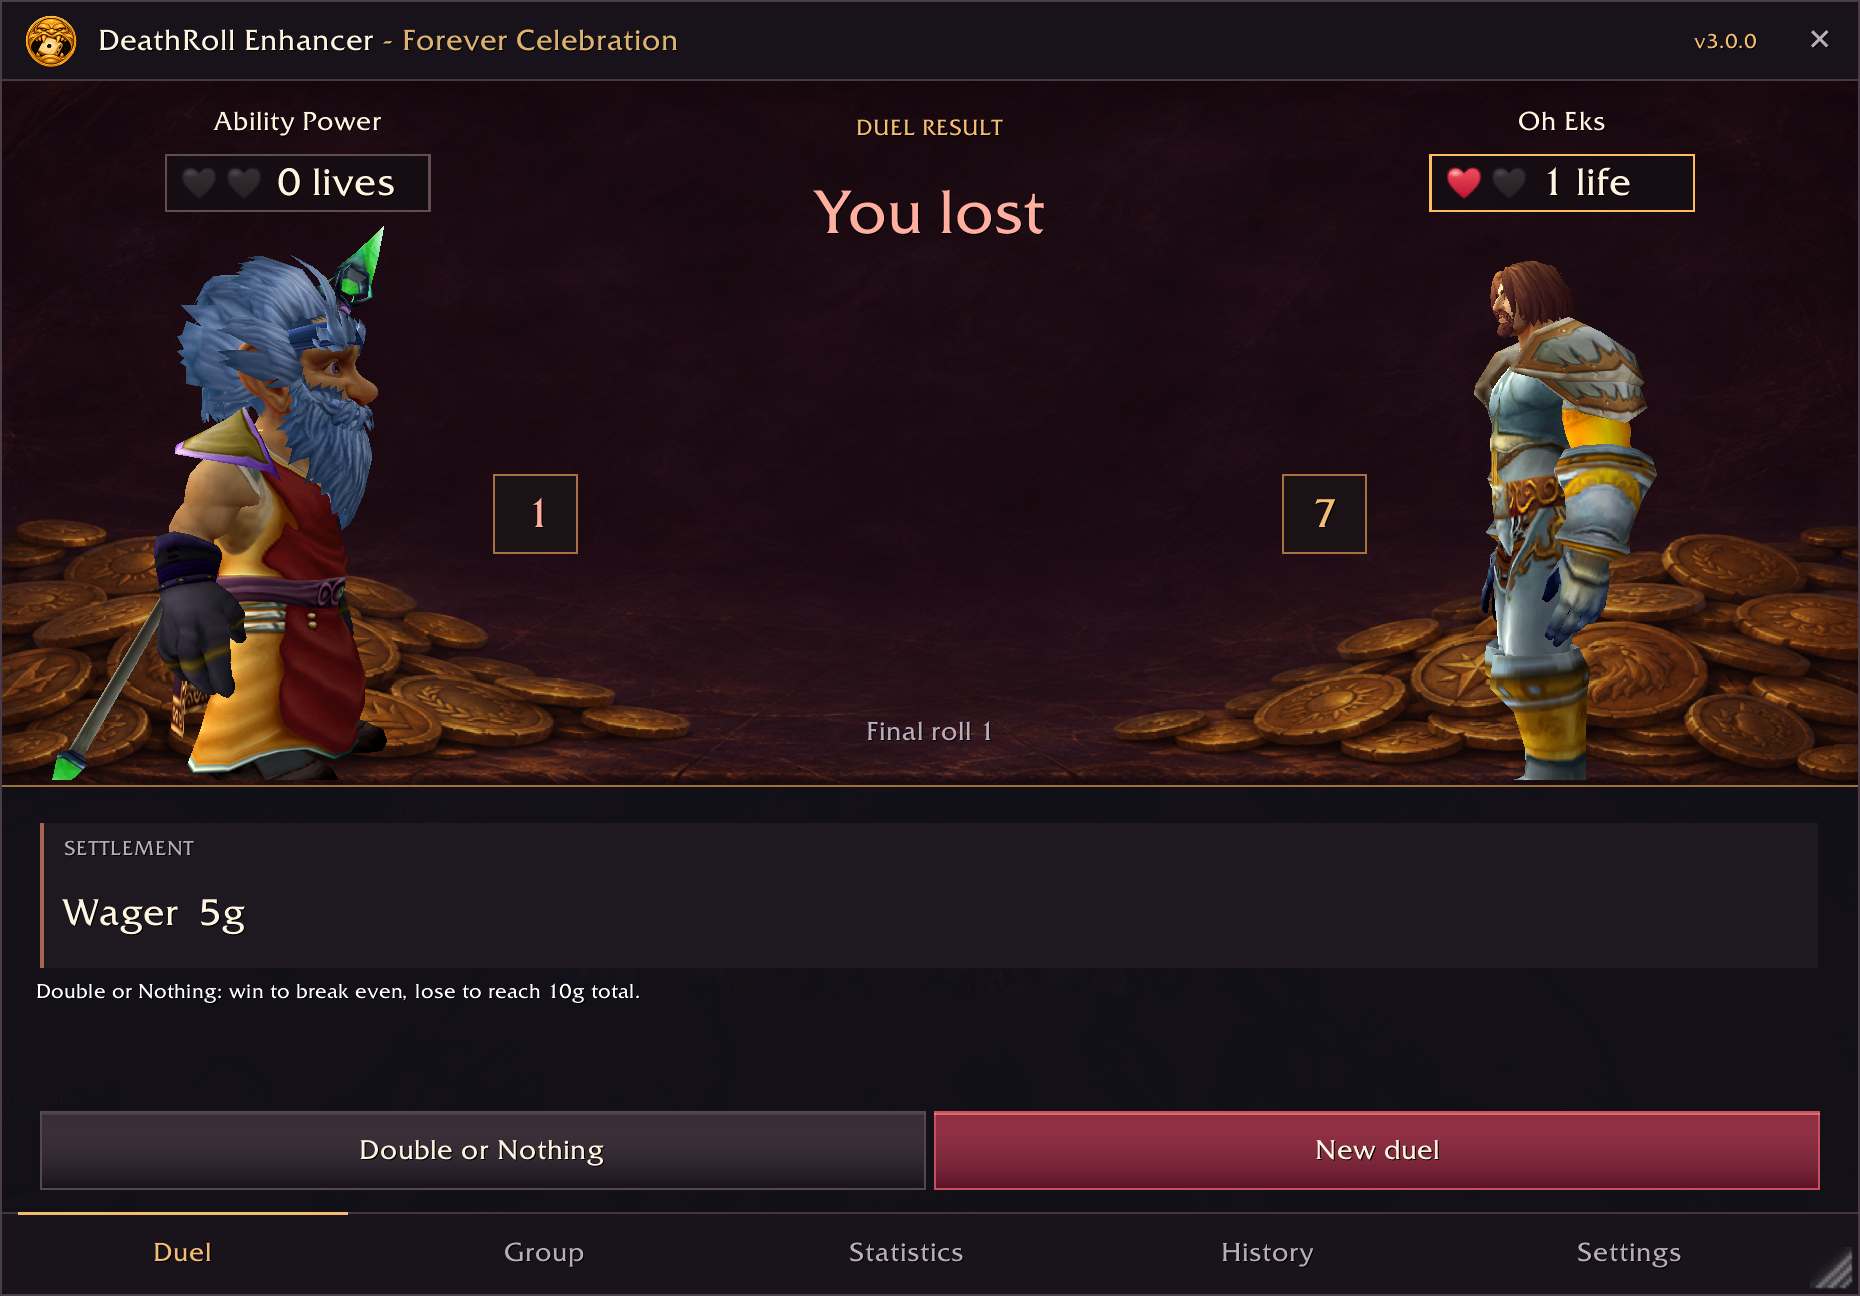 DeathRoll Enhancer - Forever Celebration
v3.0.0
Ability Power
DUEL RESULT
Oh Eks
0 lives
You lost
1 life
1
7
Final roll 1
SETTLEMENT
Wager 5g
Double or Nothing: win to break even, lose to reach 10g total.
Double or Nothing
New duel
Duel
Group
Statistics
History
Settings